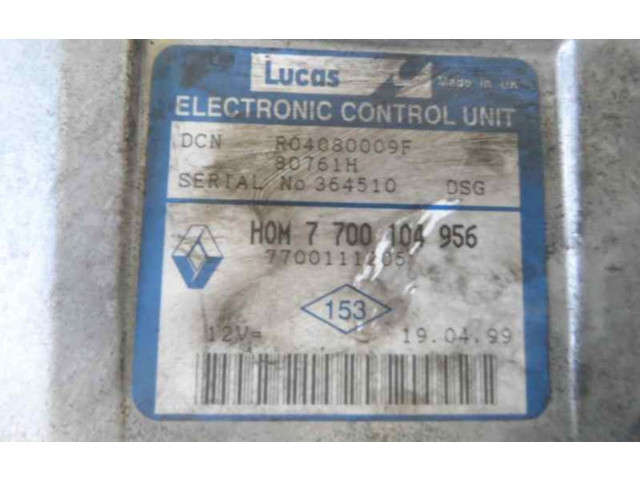 Lucas
Made in UK
ELECTRONIC CONTROL UNIT
DCN R04080009F
80761H
SERIAL No 364510 DSG
HOM 7 700 104 956
153
12V= 19.04.99